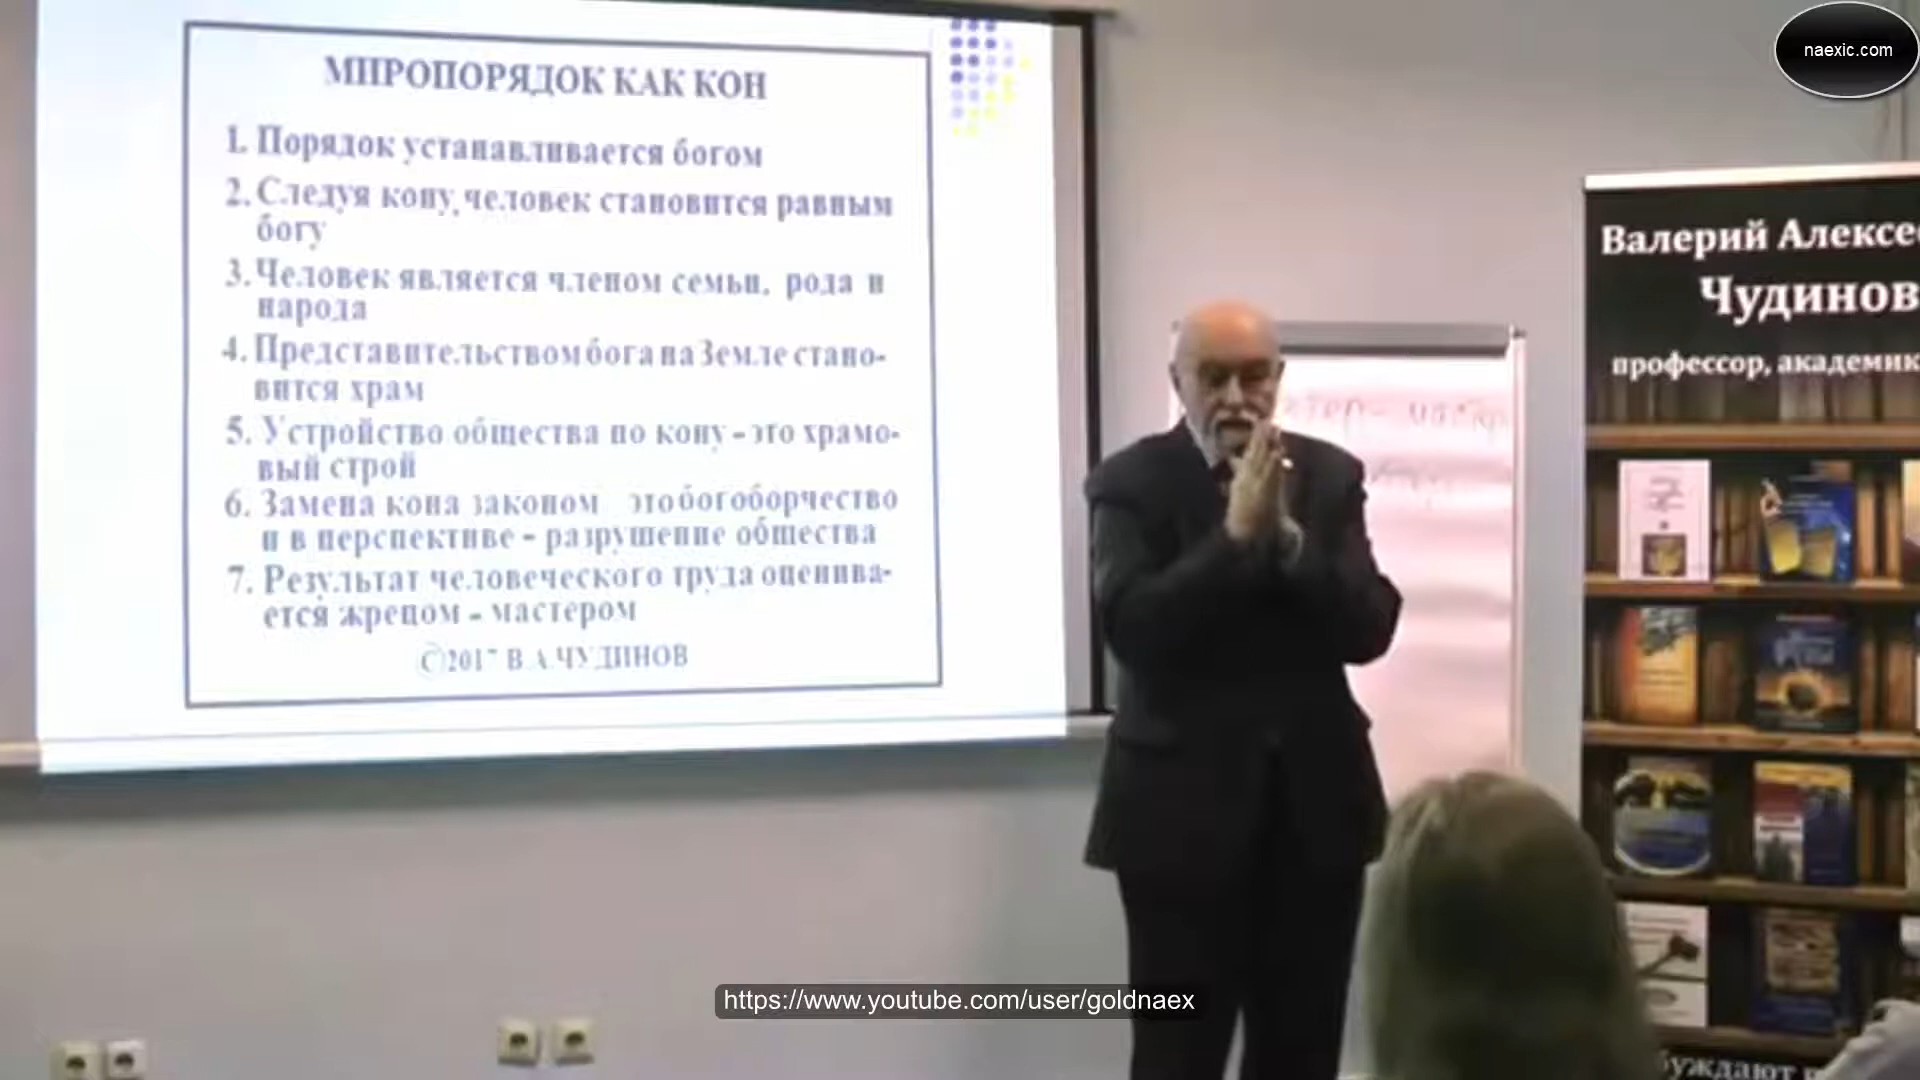 МИРОПОРЯДОК КАК КОН
1. Порядок устанавливается богом
2. Следуя кону, человек становится равным
богу
3. Человек является членом семьи, рода и
народа
4. Представительством бога на Земле стано-
вится храм
5. Устройство общества по кону - это храмо-
вый строй
6. Замена кона законом это богоборчество
и в перспективе - разрушение общества
7. Результат человеческого труда оценива-
ется жрецом - мастером
©2017 В.А.ЧУДИНОВ
naexic.com
Валерий Алексе
Чудинов
профессор, академик
https://www.youtube.com/user/goldnaex